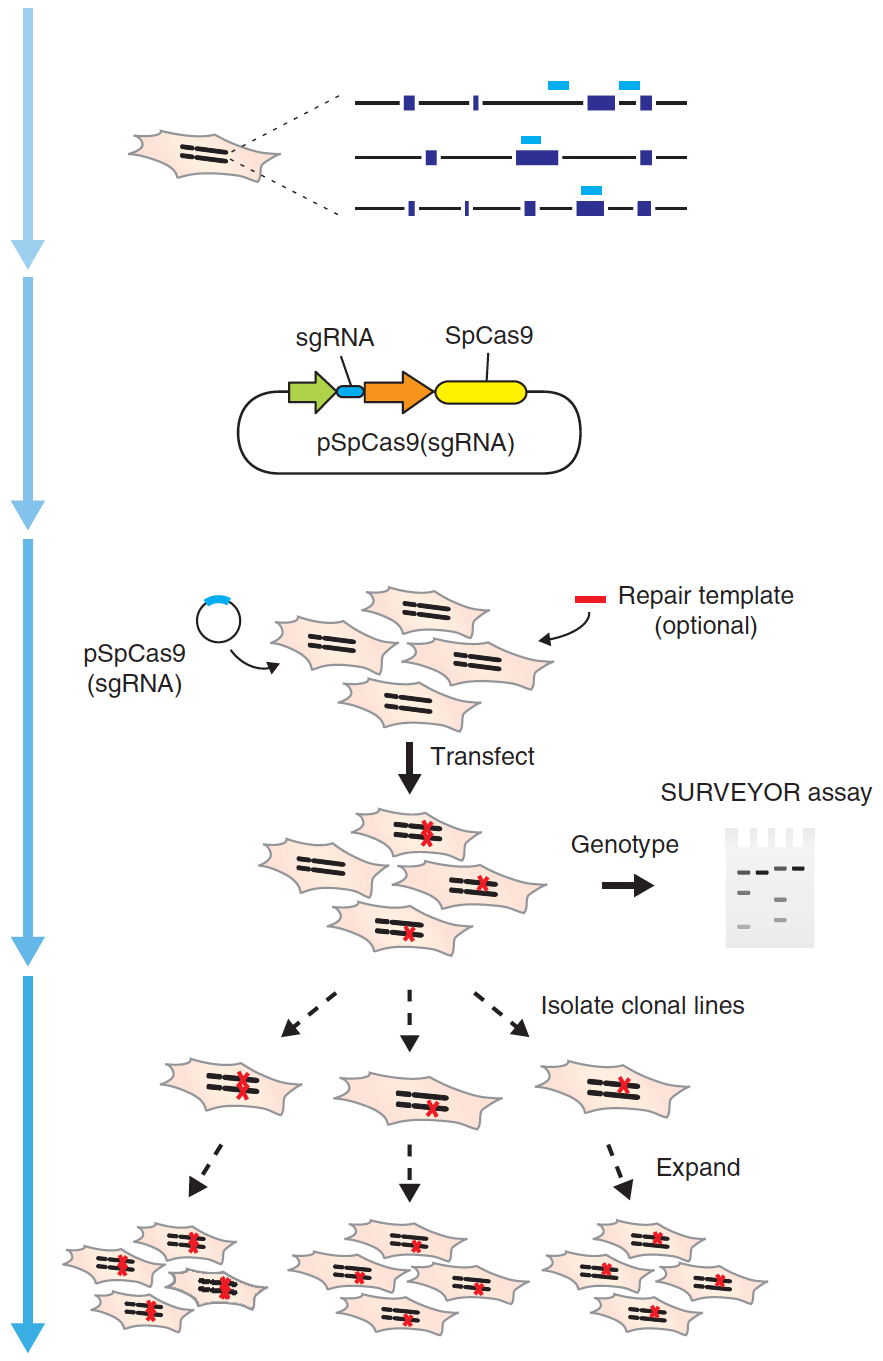 sgRNA
SpCas9
pSpCas9(sgRNA)
pSpCas9
(sgRNA)
Repair template
(optional)
Transfect
SURVEYOR assay
Genotype
Isolate clonal lines
Expand